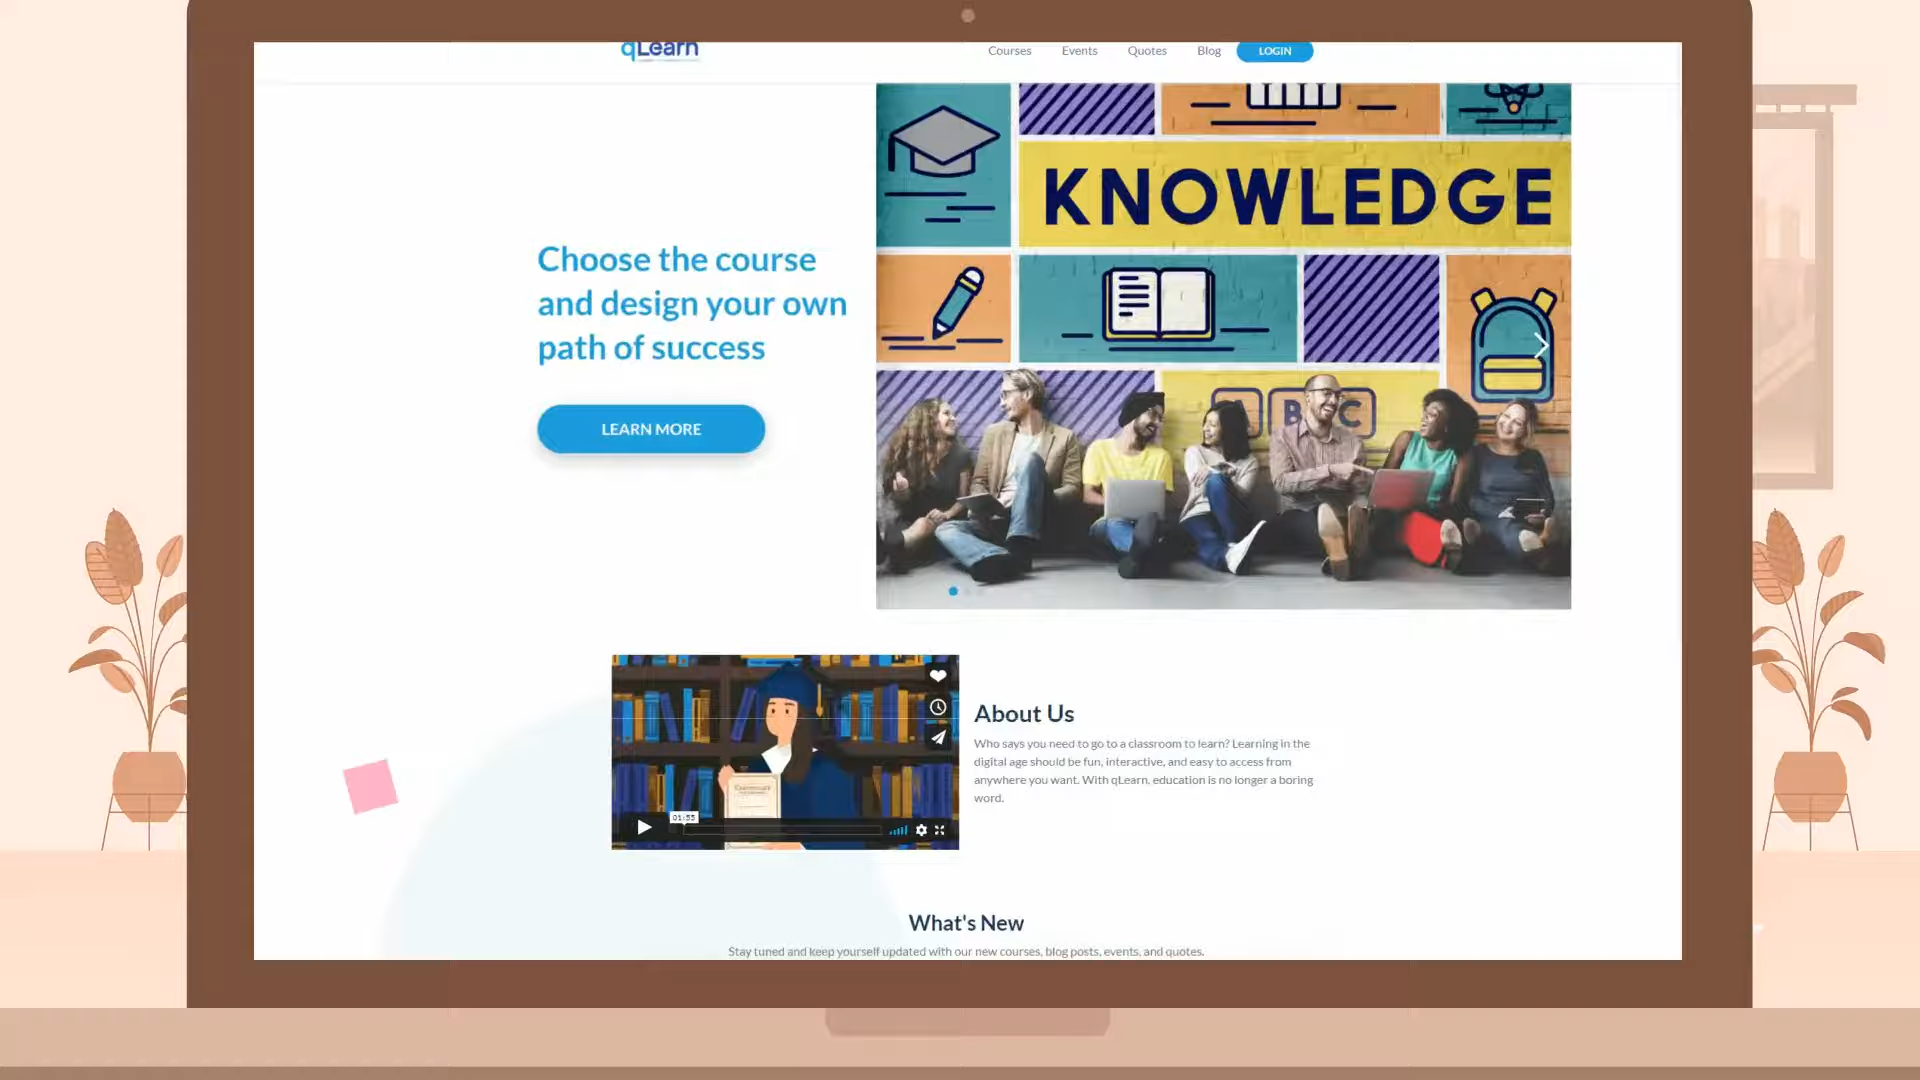 qLearn
Courses Events Quotes Blog LOGIN
KNOWLEDGE
Choose the course
and design your own
path of success
LEARN MORE
A B C
About Us
Who says you need to go to a classroom to learn? Learning in the
digital age should be fun, interactive, and easy to access from
anywhere you want. With qLearn, education is no longer a boring
word.
01:55
What's New
Stay tuned and keep yourself updated with our new courses, blog posts, events, and quotes.